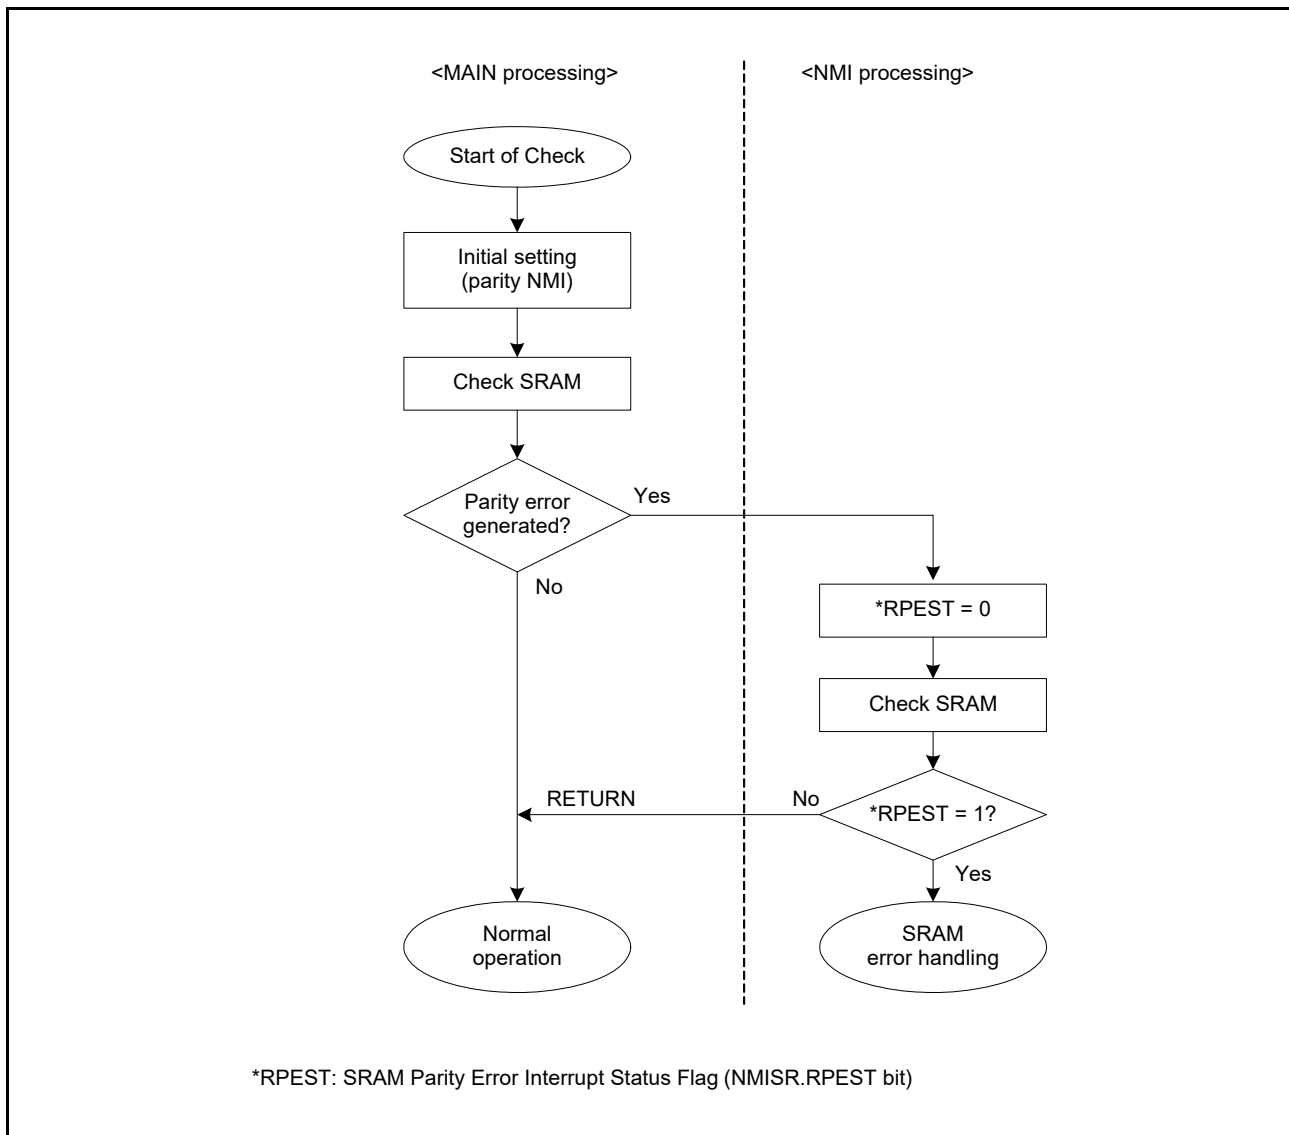 <MAIN processing>
<NMI processing>
Start of Check
Initial setting
(parity NMI)
Check SRAM
Parity error
generated?
Yes
No
*RPEST = 0
Check SRAM
*RPEST = 1?
No
RETURN
Yes
Normal
operation
SRAM
error handling
*RPEST: SRAM Parity Error Interrupt Status Flag (NMISR.RPEST bit)